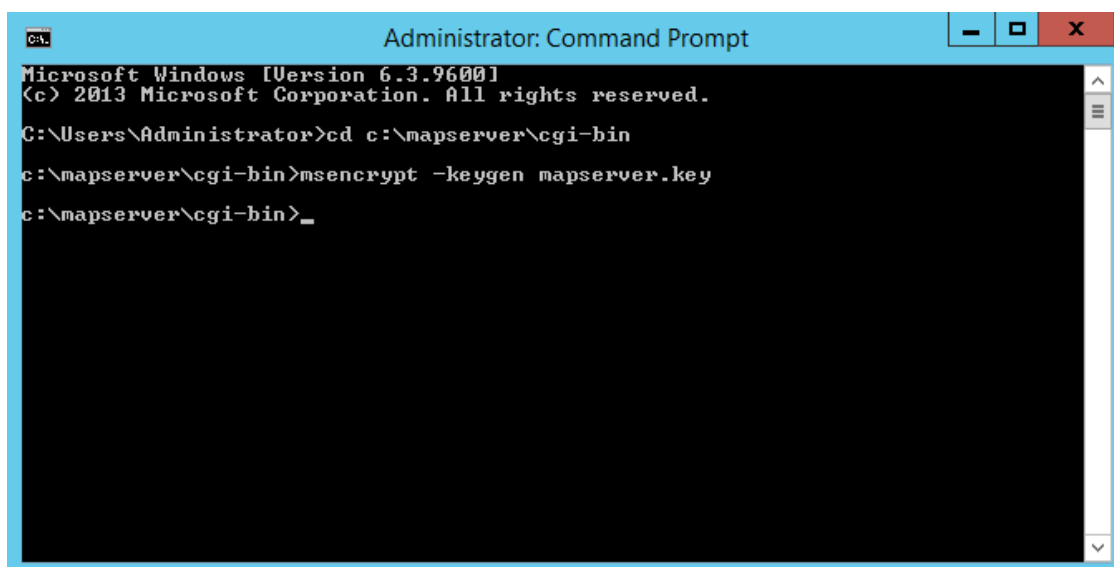 Administrator: Command Prompt
Microsoft Windows [Version 6.3.9600]
(c) 2013 Microsoft Corporation. All rights reserved.
C:\Users\Administrator>cd c:\mapserver\cgi-bin
c:\mapserver\cgi-bin>msencrypt -keygen mapserver.key
c:\mapserver\cgi-bin>_